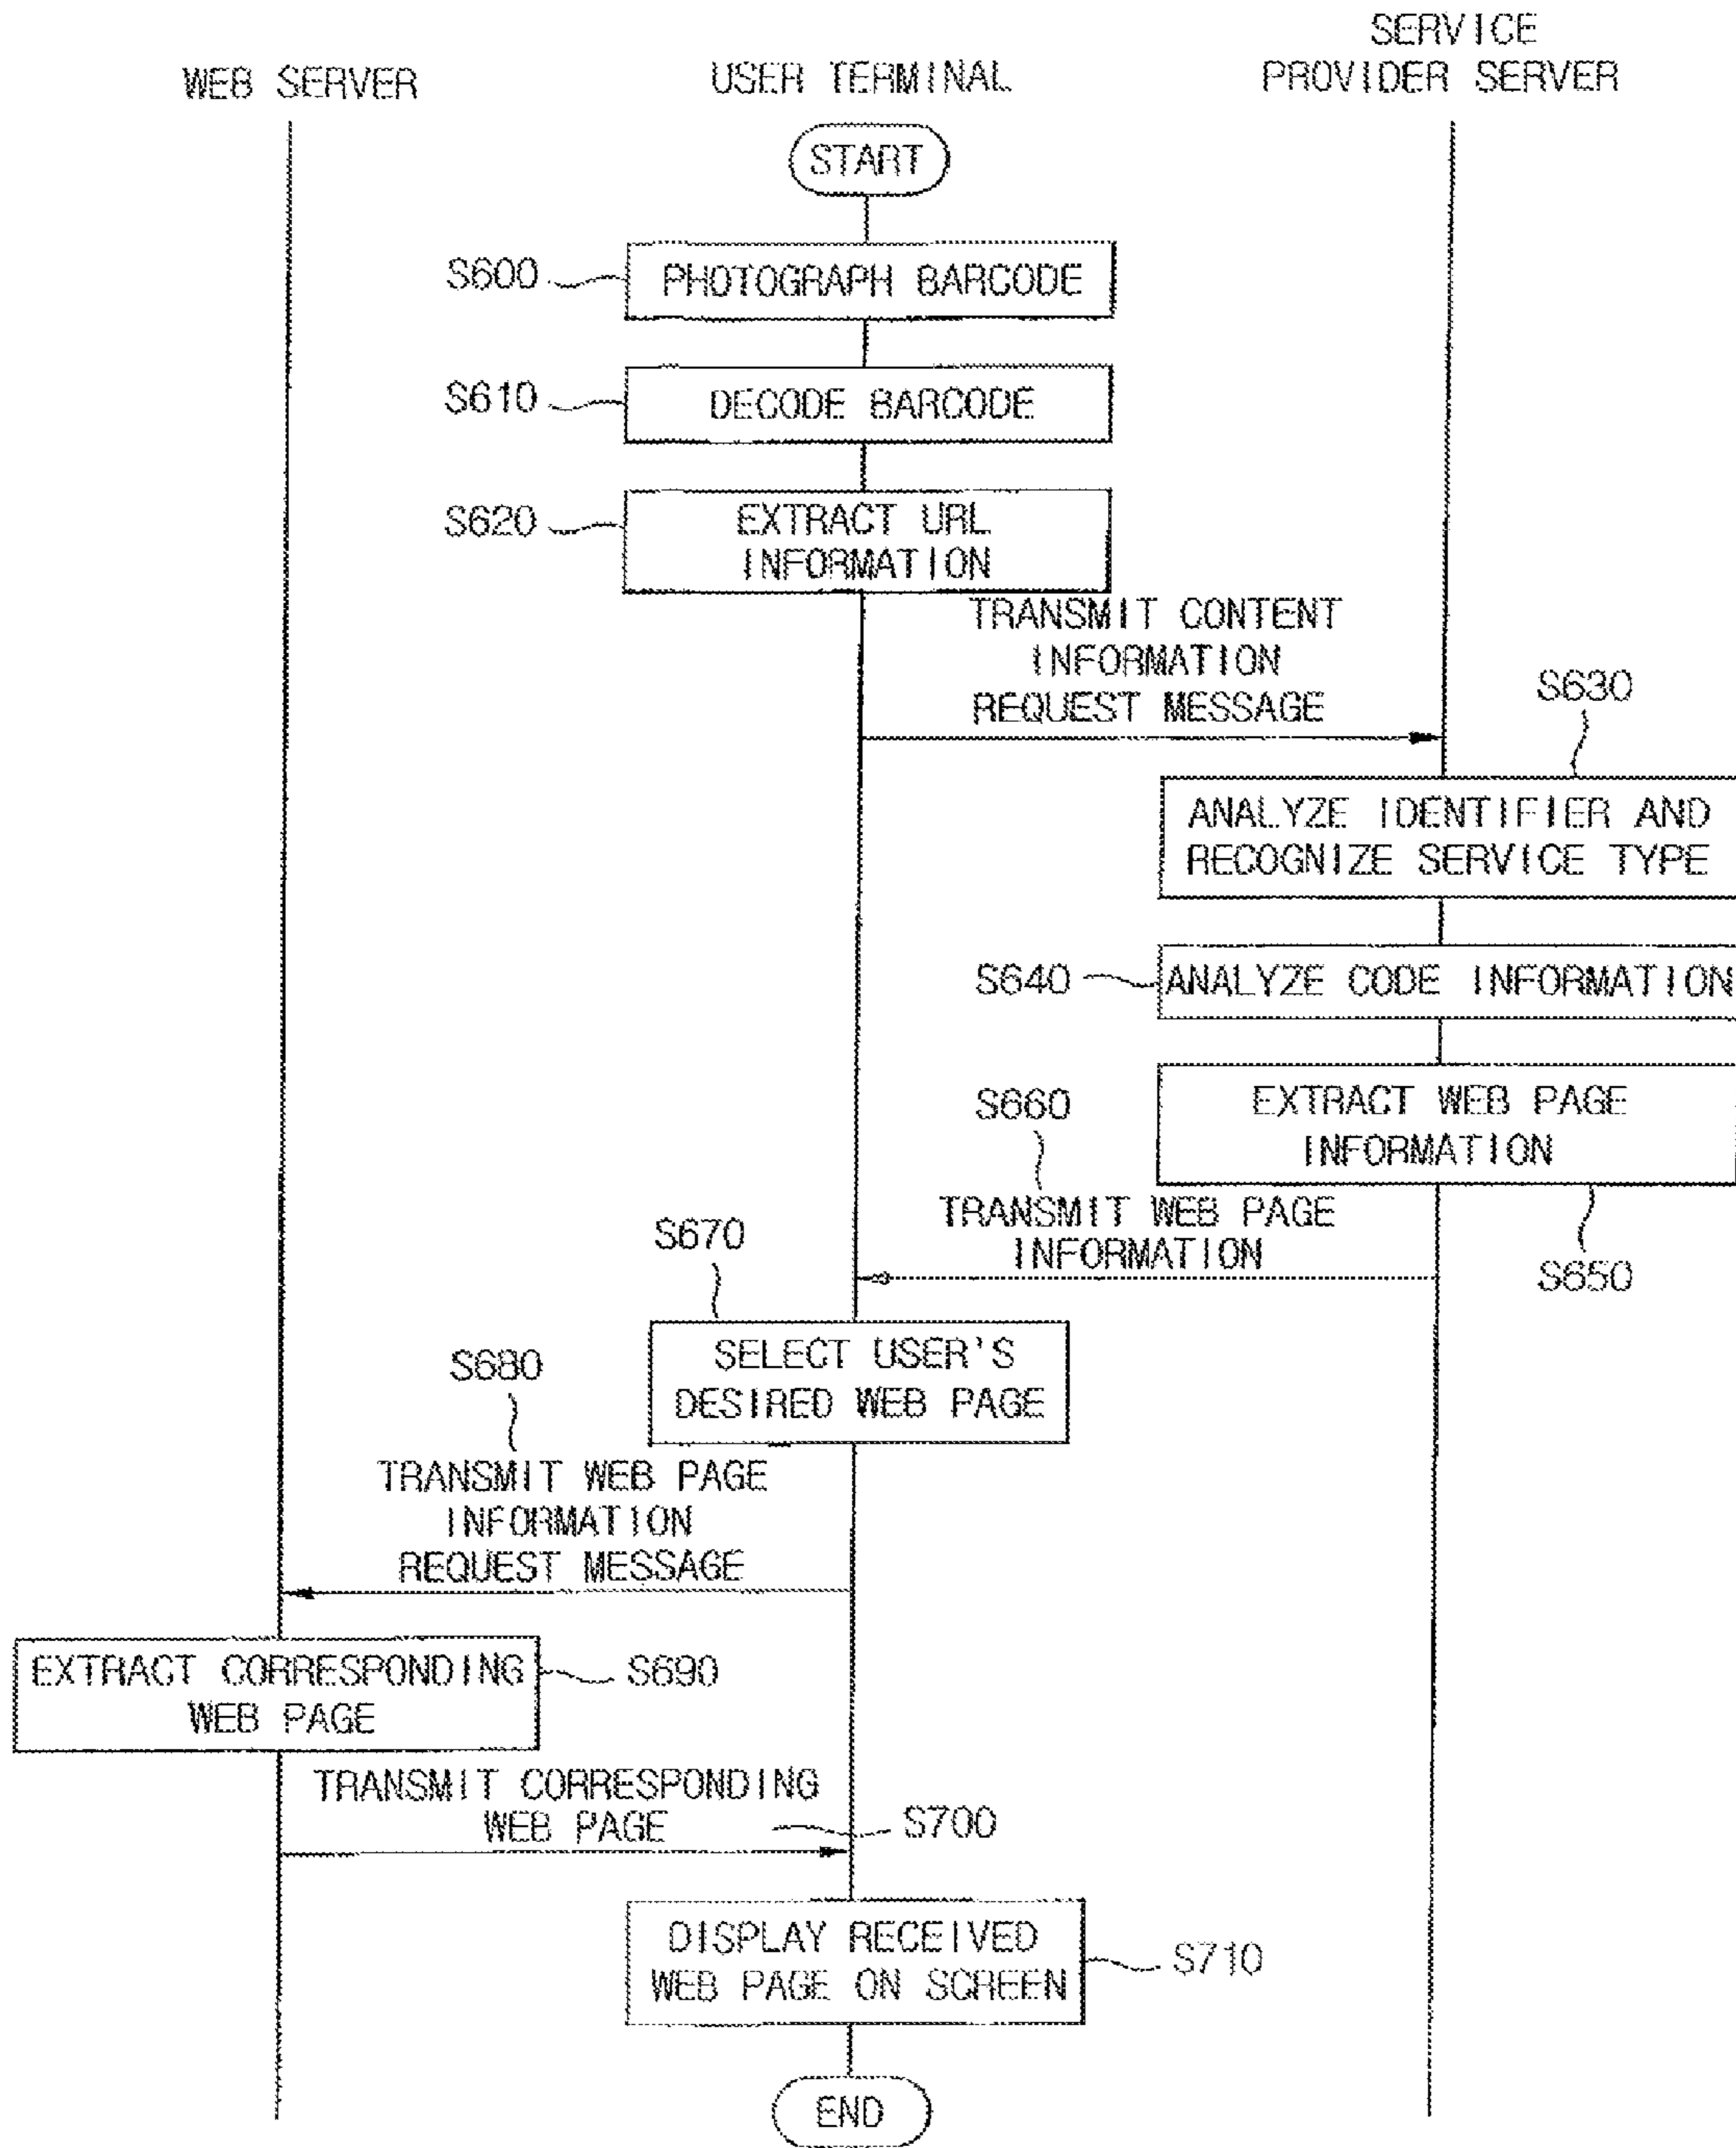 WEB SERVER
USER TERMINAL
SERVICE
PROVIDER SERVER
START
S600
PHOTOGRAPH BARCODE
S610
DECODE BARCODE
S620
EXTRACT URL
INFORMATION
TRANSMIT CONTENT
INFORMATION
REQUEST MESSAGE
S630
ANALYZE IDENTIFIER AND
RECOGNIZE SERVICE TYPE
S640
ANALYZE CODE INFORMATION
EXTRACT WEB PAGE
INFORMATION
S650
S660
TRANSMIT WEB PAGE
INFORMATION
S670
SELECT USER'S
DESIRED WEB PAGE
S680
TRANSMIT WEB PAGE
INFORMATION
REQUEST MESSAGE
EXTRACT CORRESPONDING
WEB PAGE
S690
TRANSMIT CORRESPONDING
WEB PAGE
S700
DISPLAY RECEIVED
WEB PAGE ON SCREEN
S710
END